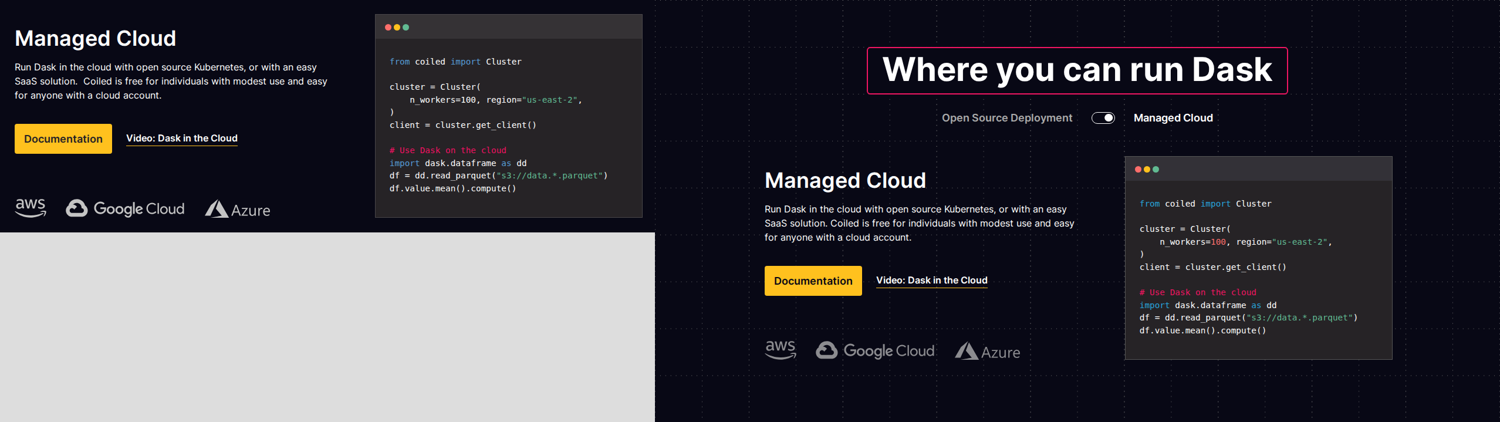 Managed Cloud
Run Dask in the cloud with open source Kubernetes, or with an easy
SaaS solution.  Coiled is free for individuals with modest use and easy
for anyone with a cloud account.
Documentation
Video: Dask in the Cloud
aws
Google Cloud
Azure
from coiled import Cluster
cluster = Cluster(
    n_workers=100, region="us-east-2",
)
client = cluster.get_client()
# Use Dask on the cloud
import dask.dataframe as dd
df = dd.read_parquet("s3://data.*.parquet")
df.value.mean().compute()
Where you can run Dask
Open Source Deployment
Managed Cloud
Managed Cloud
Run Dask in the cloud with open source Kubernetes, or with an easy
SaaS solution. Coiled is free for individuals with modest use and easy
for anyone with a cloud account.
Documentation
Video: Dask in the Cloud
aws
Google Cloud
Azure
from coiled import Cluster
cluster = Cluster(
    n_workers=100, region="us-east-2",
)
client = cluster.get_client()
# Use Dask on the cloud
import dask.dataframe as dd
df = dd.read_parquet("s3://data.*.parquet")
df.value.mean().compute()